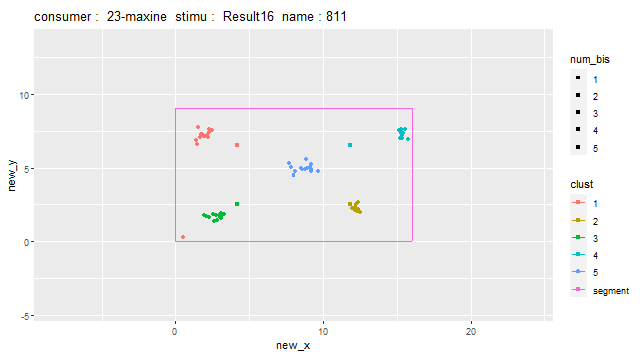 consumer :  23-maxine  stimu :  Result16  name : 811
num_bis
1
2
3
4
5
clust
1
2
3
4
5
segment
new_y
10
5
0
-5
0
10
20
new_x